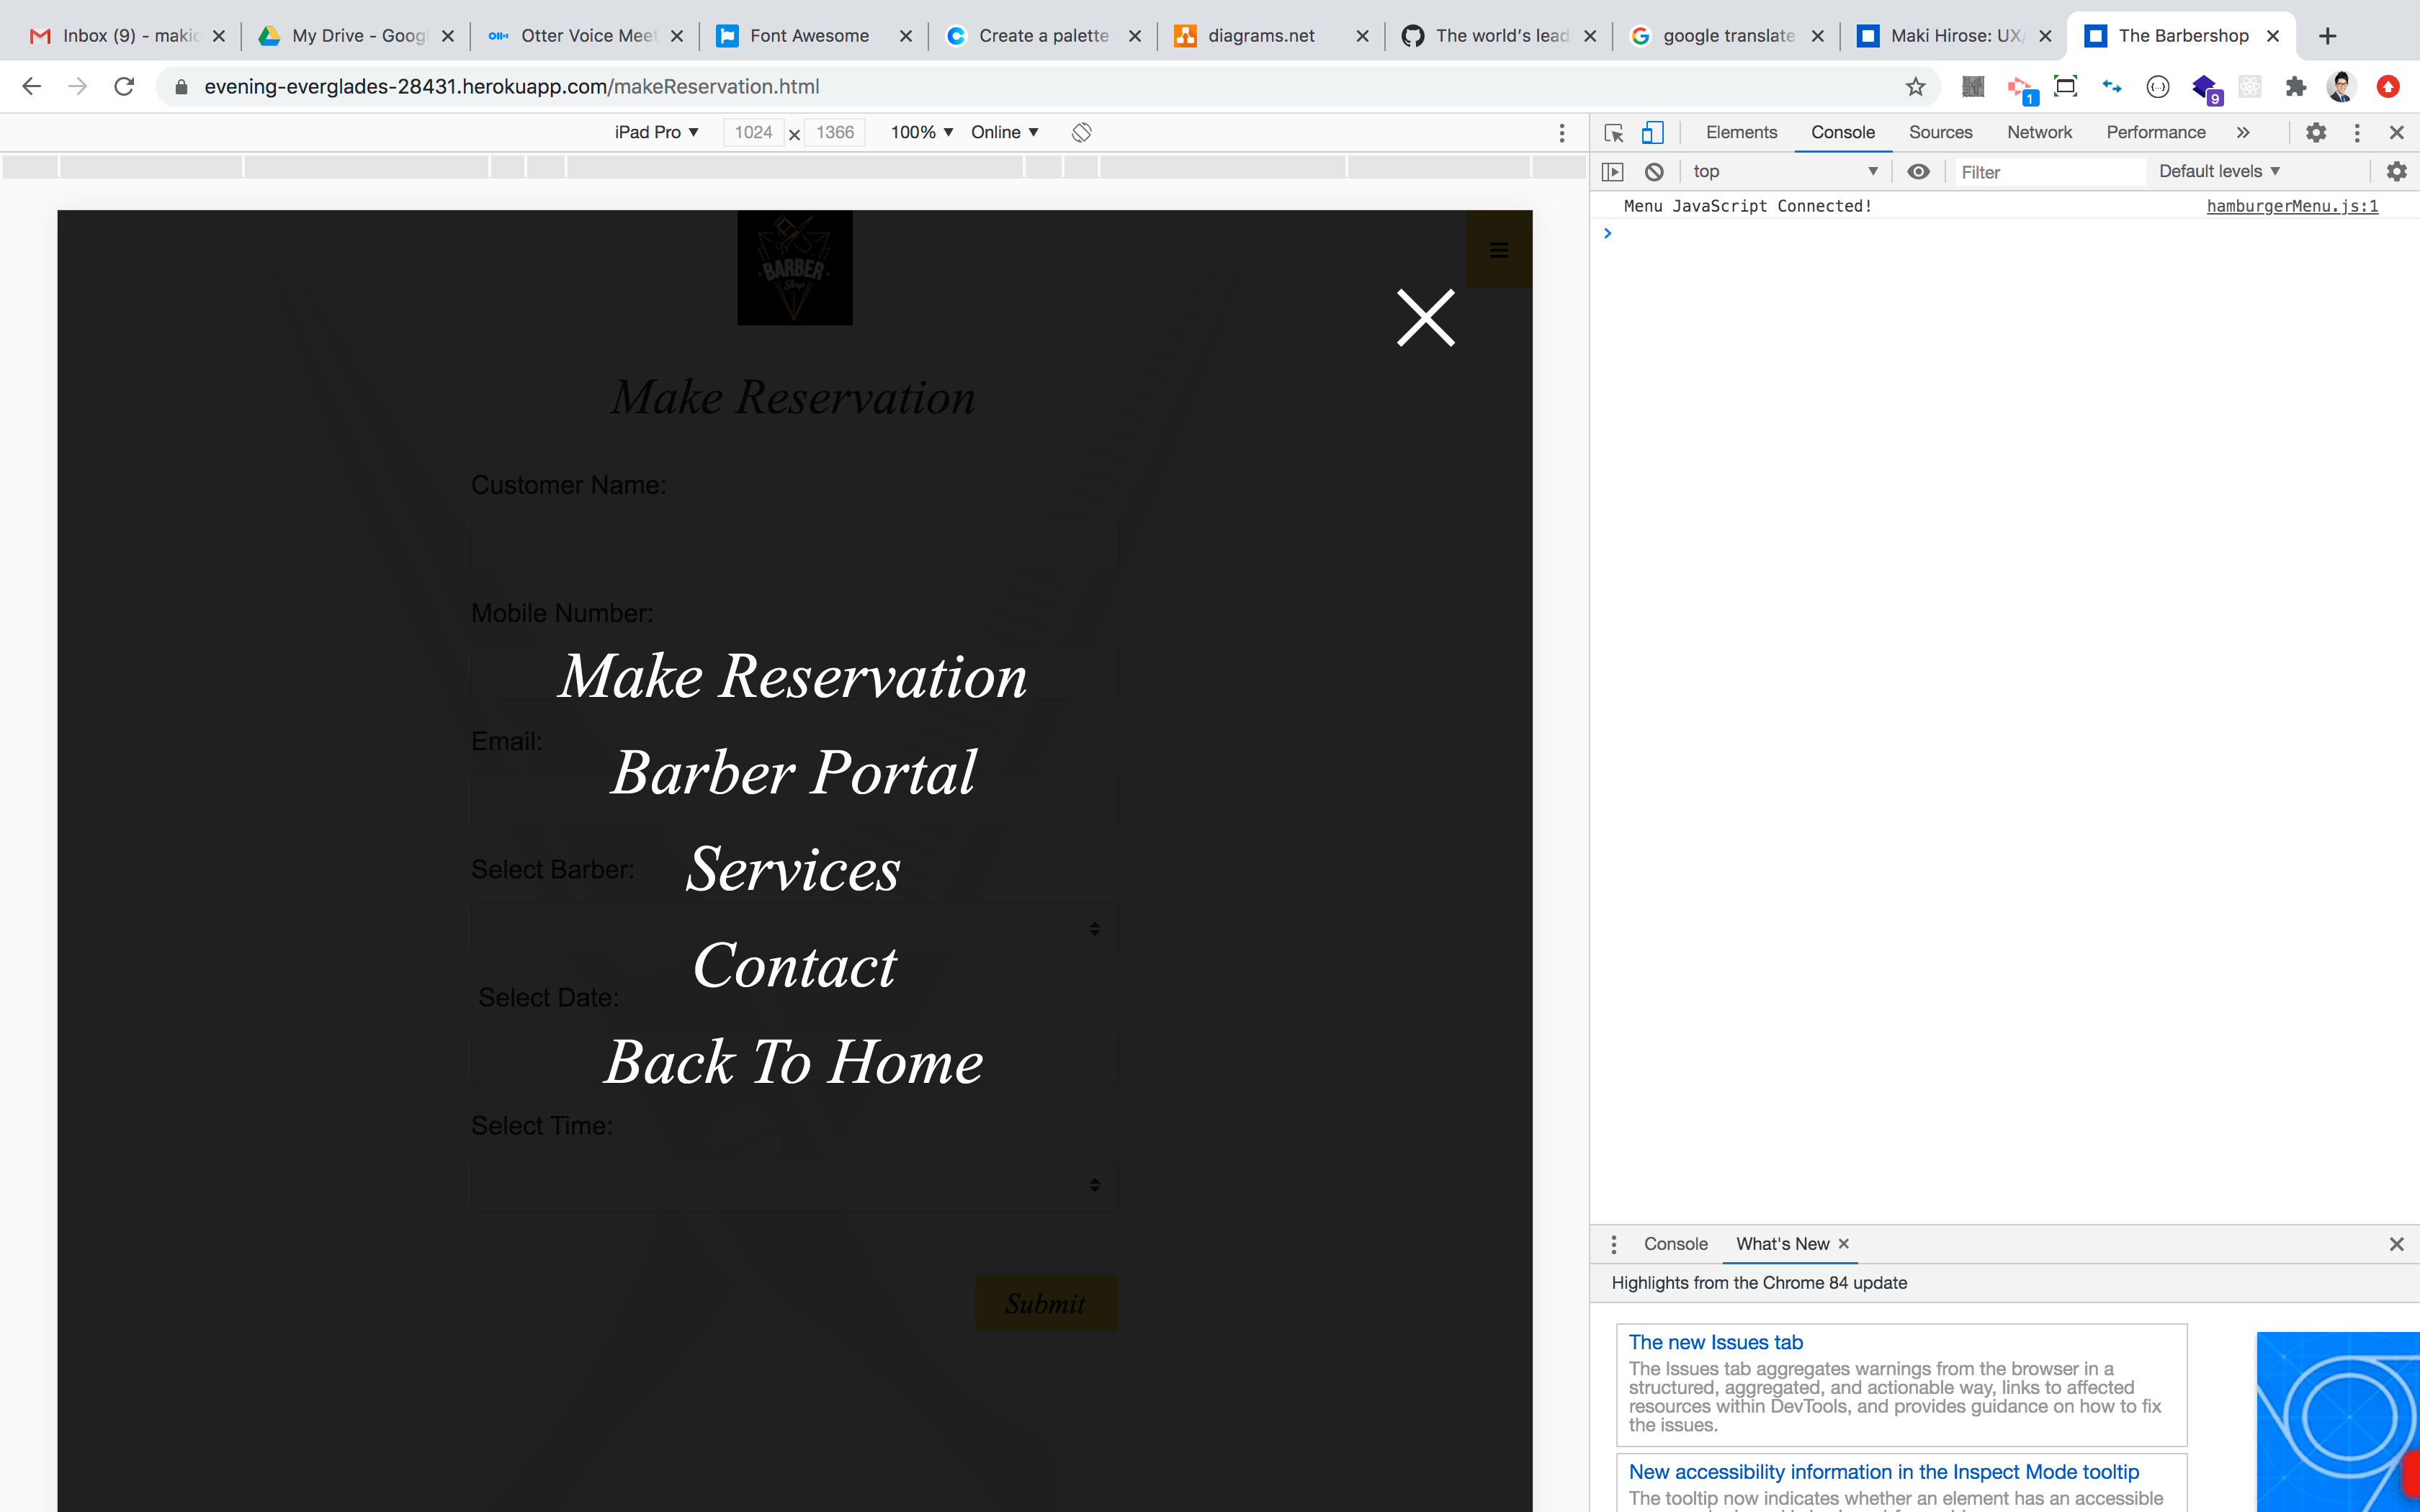 Inbox (9) - makic
My Drive - Googl
Otter Voice Meet
Font Awesome
Create a palette
diagrams.net
The world's lead
google translate
Maki Hirose: UX/
The Barbershop
evening-everglades-28431.herokuapp.com/makeReservation.html
1
9
iPad Pro 1024 x 1366 100% Online
Elements Console Sources Network Performance
top Filter Default levels
Menu JavaScript Connected! hamburgerMenu.js:1
BARBER
Shop
Make Reservation
Customer Name:
Mobile Number:
Make Reservation
Email:
Barber Portal
Select Barber:
Services
Contact
Select Date:
Back To Home
Select Time:
Submit
Console What's New
Highlights from the Chrome 84 update
The new Issues tab
The Issues tab aggregates warnings from the browser in a
structured, aggregated, and actionable way, links to affected
resources within DevTools, and provides guidance on how to fix
the issues.
New accessibility information in the Inspect Mode tooltip
The tooltip now indicates whether an element has an accessible